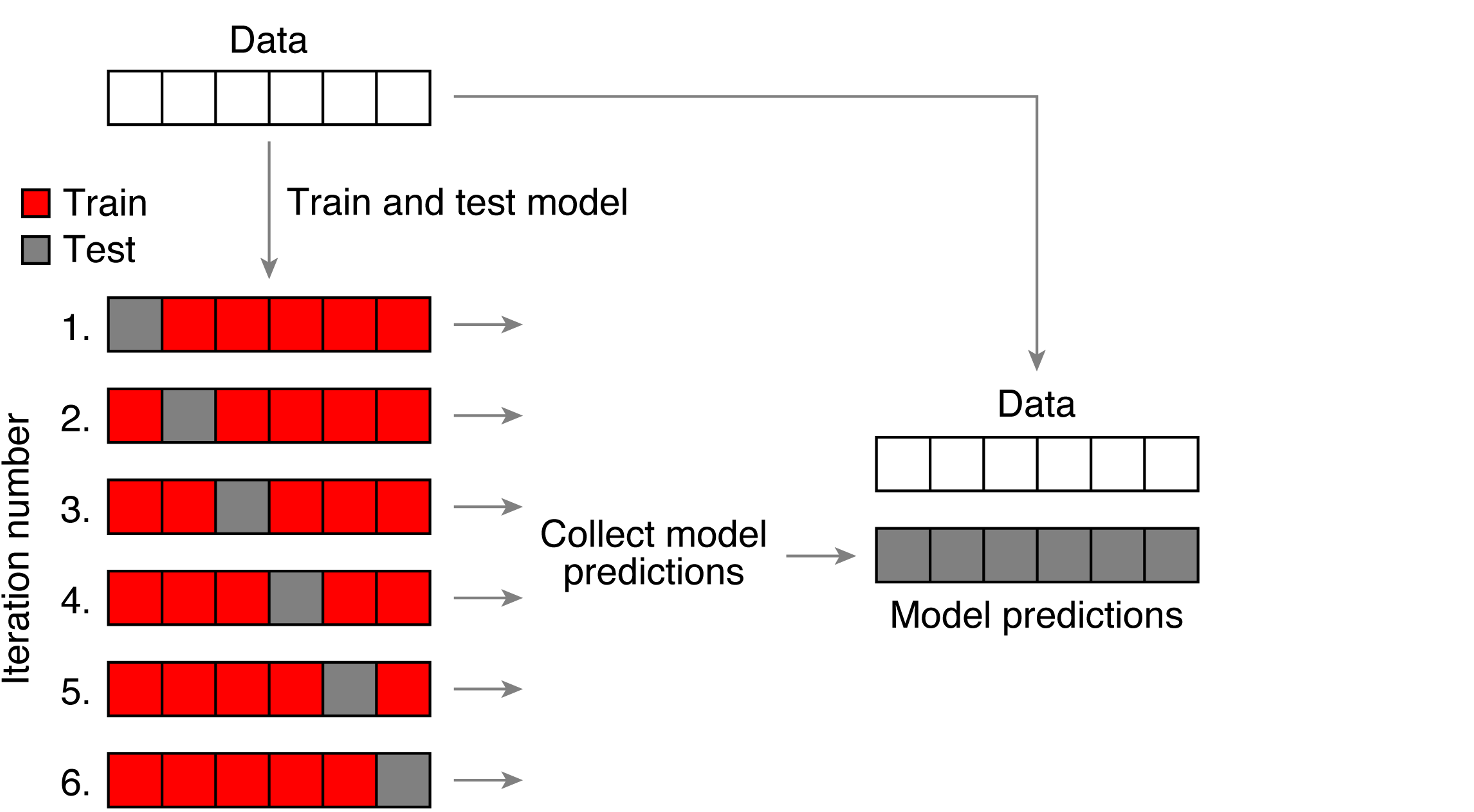 Data
Train and test model
Train
Test
Iteration number
1.
2.
3.
4.
5.
6.
Collect model
predictions
Data
Model predictions